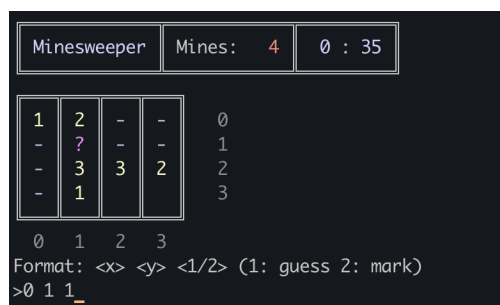 Minesweeper Mines: 4 0 : 35
1 2 - - 0
- ? - - 1
- 3 3 2 2
- 1 3
0 1 2 3
Format: <x> <y> <1/2> (1: guess 2: mark)
>0 1 1_